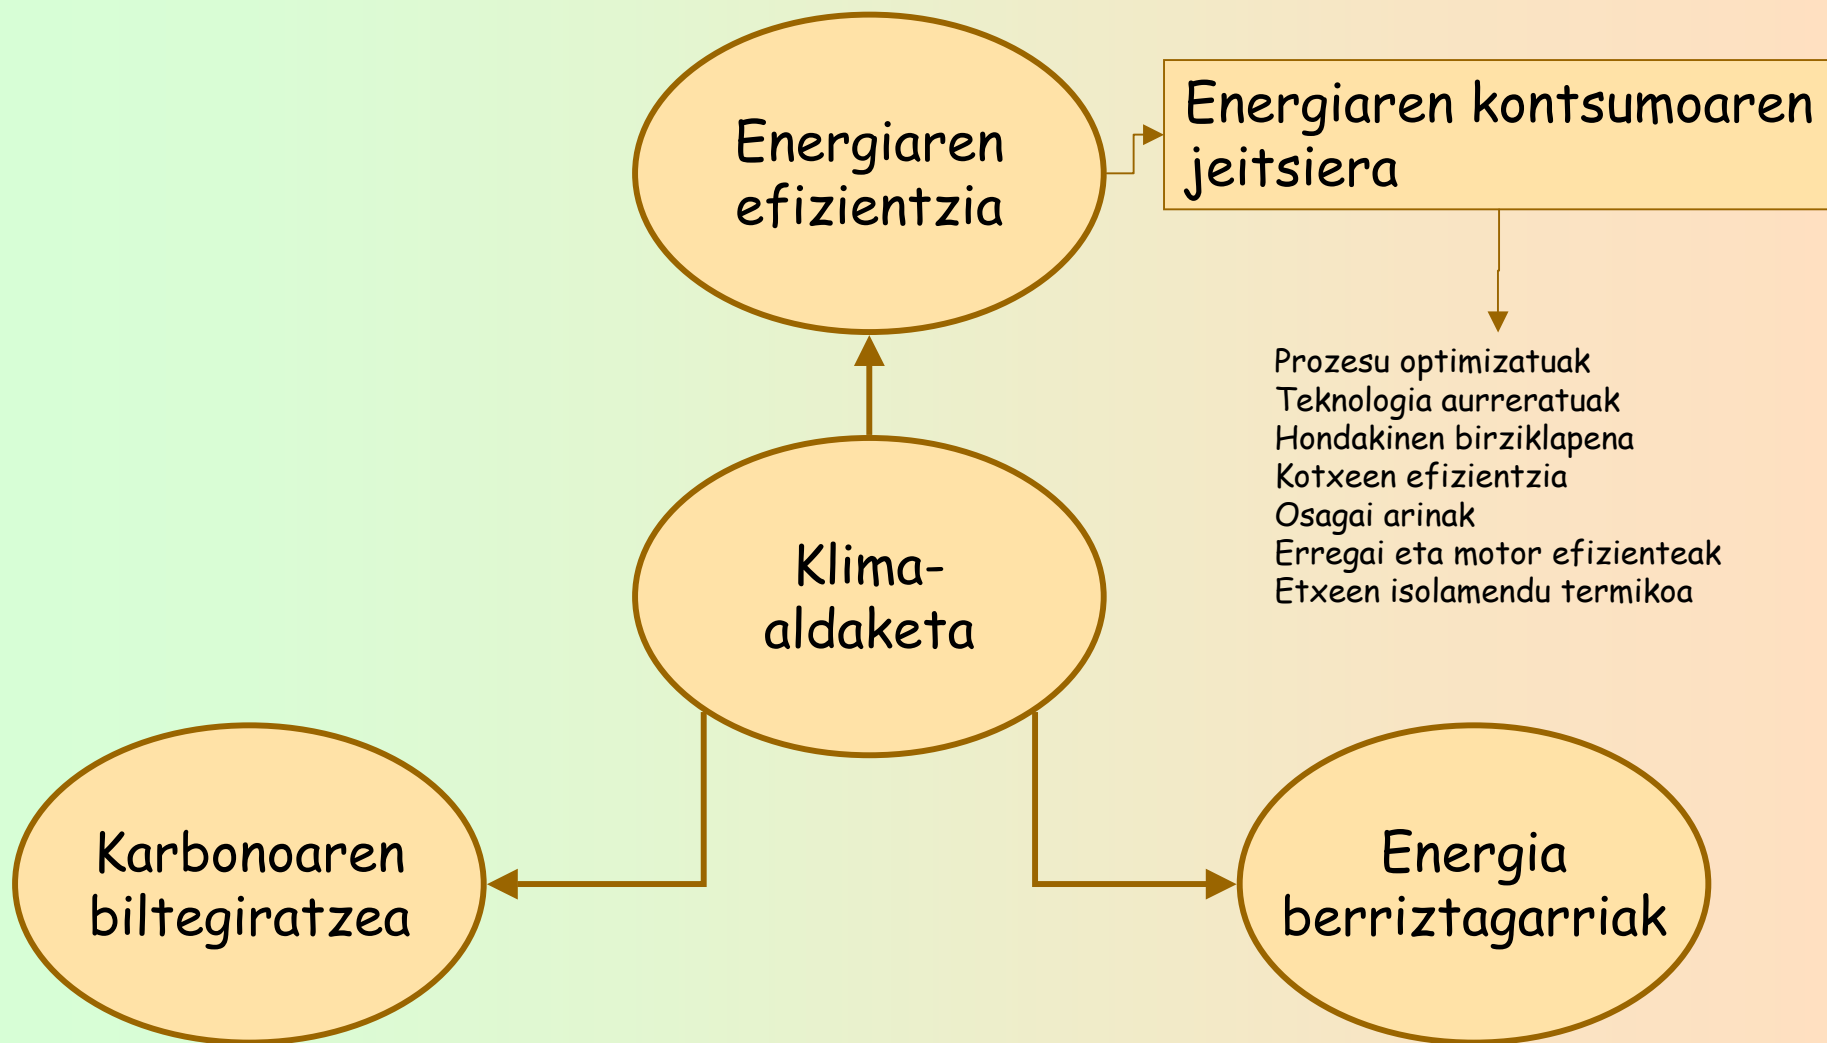 Energiaren
efizientzia
Energiaren kontsumoaren
jeitsiera
Prozesu optimizatuak
Teknologia aurreratuak
Hondakinen birziklapena
Kotxeen efizientzia
Osagai arinak
Erregai eta motor efizienteak
Etxeen isolamendu termikoa
Klima-
aldaketa
Karbonoaren
biltegiratzea
Energia
berriztagarriak